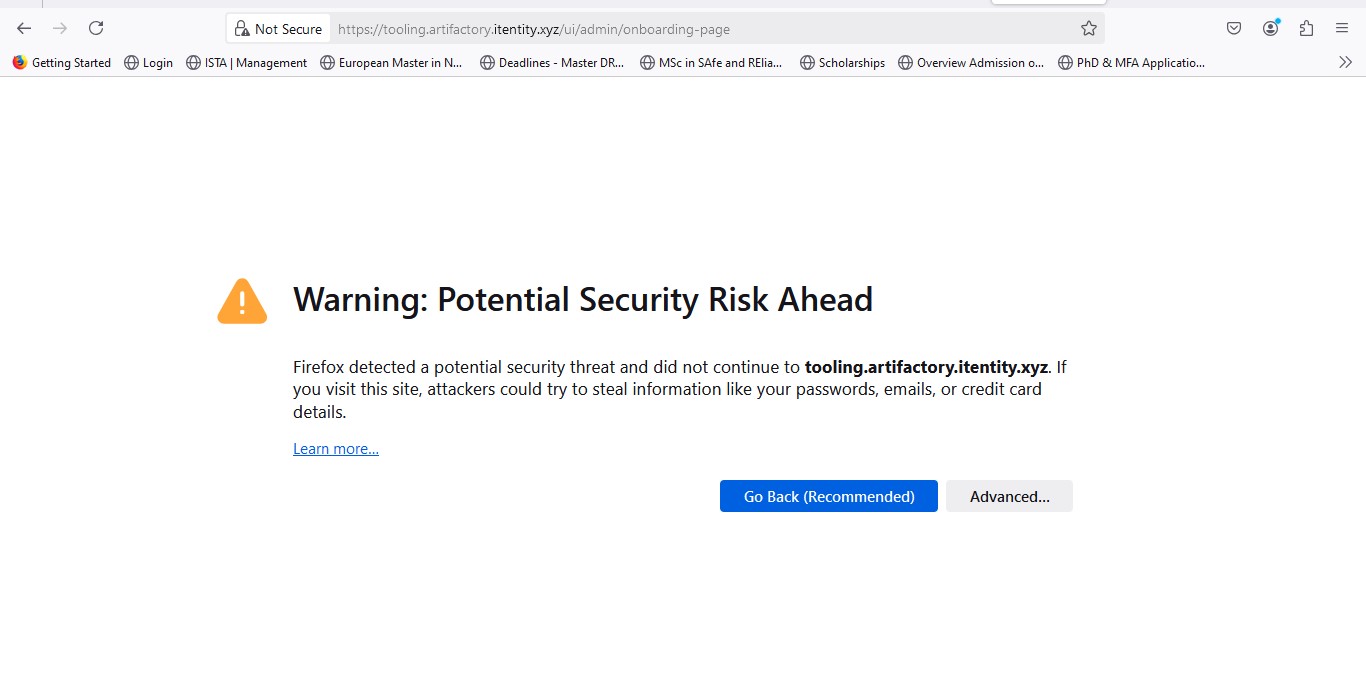 Not Secure https://tooling.artifactory.itentity.xyz/ui/admin/onboarding-page
Getting Started Login ISTA | Management European Master in N... Deadlines - Master DR... MSc in SAfe and RElia... Scholarships Overview Admission o... PhD & MFA Applicatio...
Warning: Potential Security Risk Ahead
Firefox detected a potential security threat and did not continue to tooling.artifactory.itentity.xyz. If
you visit this site, attackers could try to steal information like your passwords, emails, or credit card
details.
Learn more...
Go Back (Recommended) Advanced...